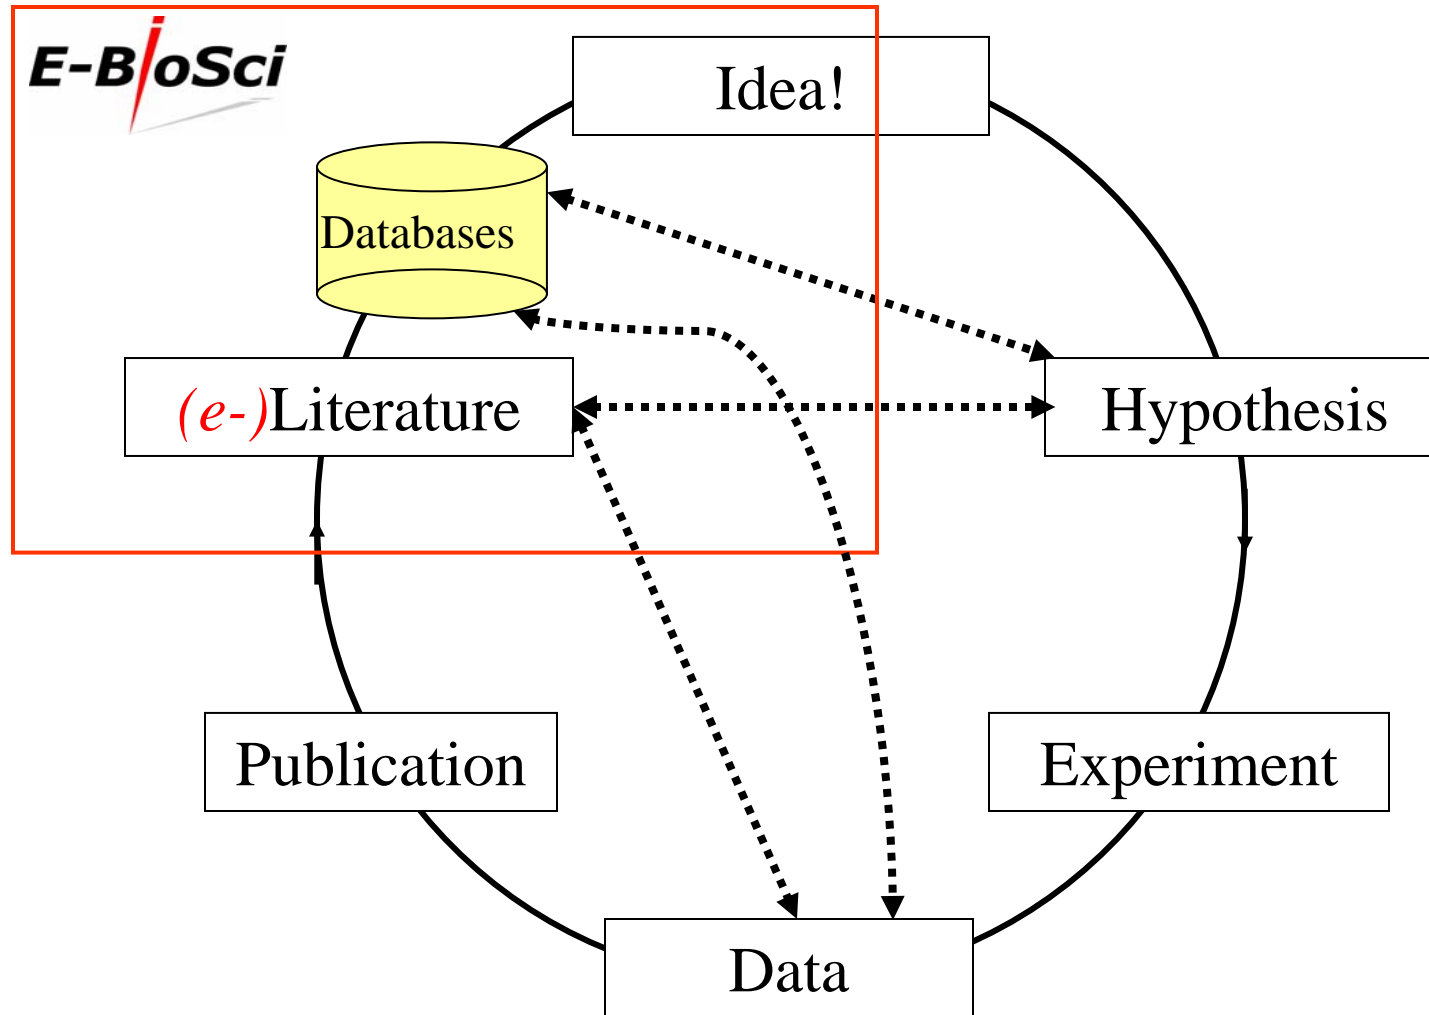 E-BioSci
Idea!
Databases
(e-)Literature
Hypothesis
Publication
Experiment
Data